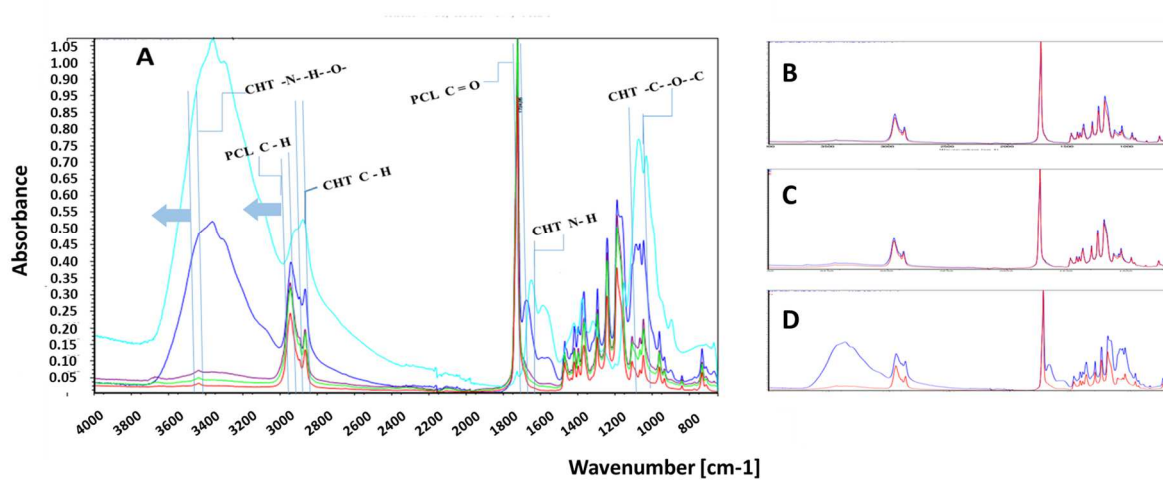 A
B
C
D
1.05
1.00
0.95
0.90
0.85
0.80
0.75
0.70
0.65
0.60
0.55
0.50
0.45
0.40
0.35
0.30
0.25
0.20
0.15
0.10
0.05
Absorbance
CHT -N- -H- -O-
PCL C - H
CHT C - H
PCL C = O
CHT -C- -O- -C
CHT N- H
4000 3800 3600 3400 3200 3000 2800 2600 2400 2200 2000 1800 1600 1400 1200 1000 800
Wavenumber [cm-1]